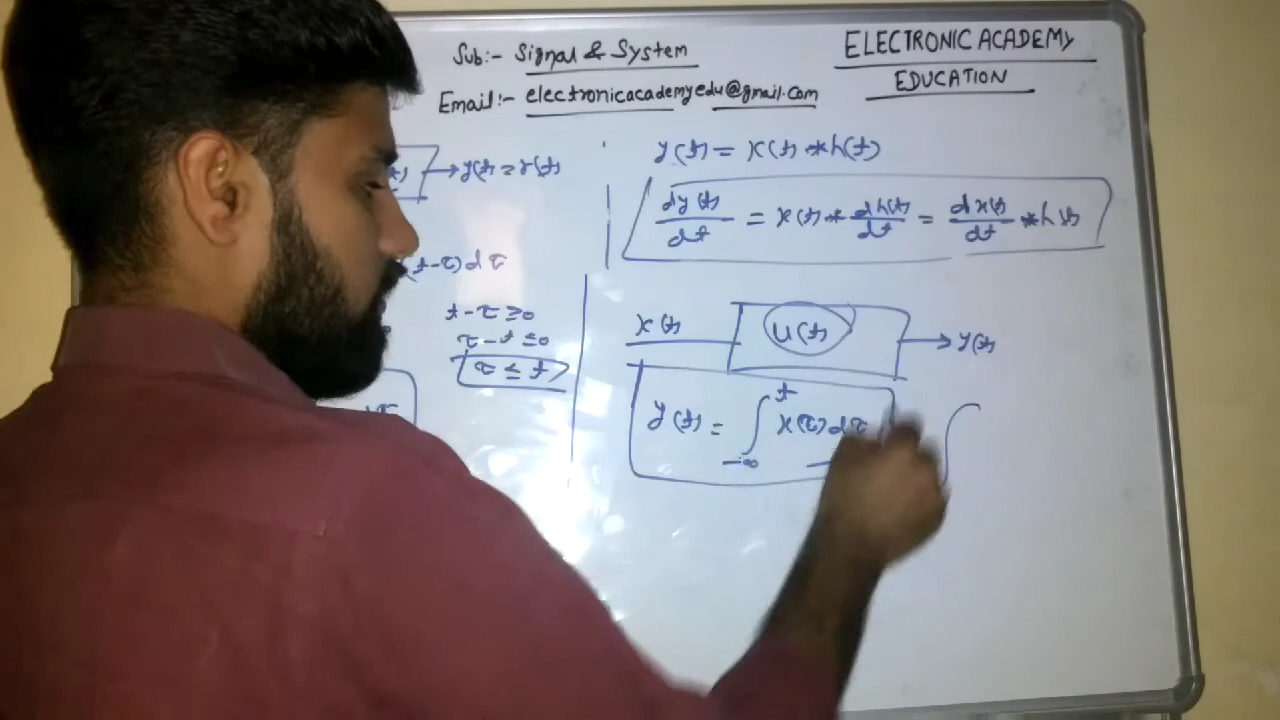 Sub:- Signal & System
ELECTRONIC ACADEMY
EDUCATION
Email:- electronicacademyedu@gmail.com
→ y(t) = r(t)
t-τ) dτ
t - τ ≥ 0
τ - t ≤ 0
τ ≤ t
y(t) = x(t) * h(t)
dy(t)/dt = x(t) * dh(t)/dt = dx(t)/dt * h(t)
x(t) u(t) → y(t)
y(t) = ∫_{-∞}^{t} x(τ) dτ
∫